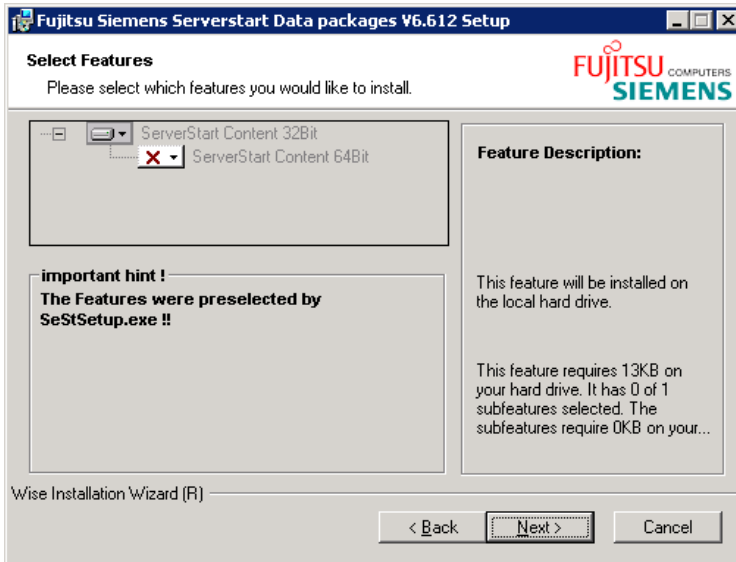 Fujitsu Siemens Serverstart Data packages V6.612 Setup
Select Features
Please select which features you would like to install.
FUJITSU COMPUTERS
SIEMENS
ServerStart Content 32Bit
ServerStart Content 64Bit
important hint !
The Features were preselected by
SeStSetup.exe !!
Feature Description:
This feature will be installed on
the local hard drive.
This feature requires 13KB on
your hard drive. It has 0 of 1
subfeatures selected. The
subfeatures require 0KB on your...
Wise Installation Wizard (R)
< Back
Next >
Cancel